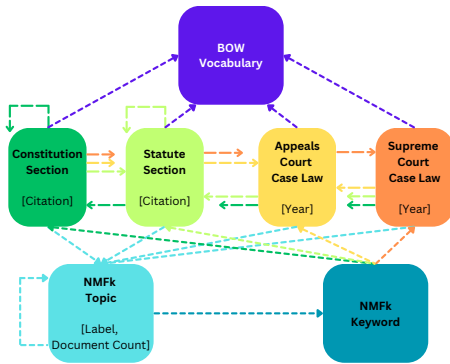 BOW
Vocabulary
Constitution
Section
[Citation]
Statute
Section
[Citation]
Appeals
Court
Case Law
[Year]
Supreme
Court
Case Law
[Year]
NMFk
Topic
[Label,
Document Count]
NMFk
Keyword